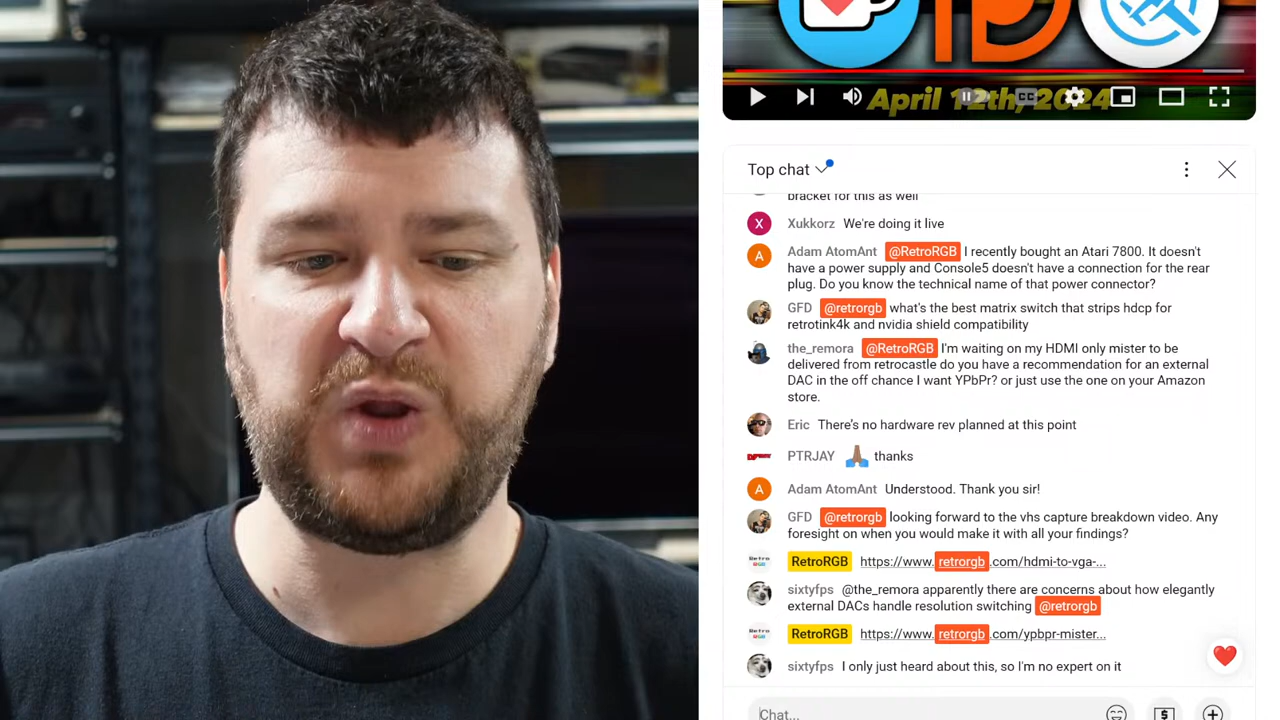 April 12th, 2024
Top chat
bracket for this as well
X Xukkorz We're doing it live
A Adam AtomAnt @RetroRGB I recently bought an Atari 7800. It doesn't
have a power supply and Console5 doesn't have a connection for the rear
plug. Do you know the technical name of that power connector?
GFD @retrorgb what's the best matrix switch that strips hdcp for
retrotink4k and nvidia shield compatibility
the_remora @RetroRGB I'm waiting on my HDMI only mister to be
delivered from retrocastle do you have a recommendation for an external
DAC in the off chance I want YPbPr? or just use the one on your Amazon
store.
Eric There's no hardware rev planned at this point
PTRJAY 🙏🏽 thanks
A Adam AtomAnt Understood. Thank you sir!
GFD @retrorgb looking forward to the vhs capture breakdown video. Any
foresight on when you would make it with all your findings?
RetroRGB https://www.retrorgb.com/hdmi-to-vga-...
sixtyfps @the_remora apparently there are concerns about how elegantly
external DACs handle resolution switching @retrorgb
RetroRGB https://www.retrorgb.com/ypbpr-mister...
sixtyfps I only just heard about this, so I'm no expert on it
Chat...